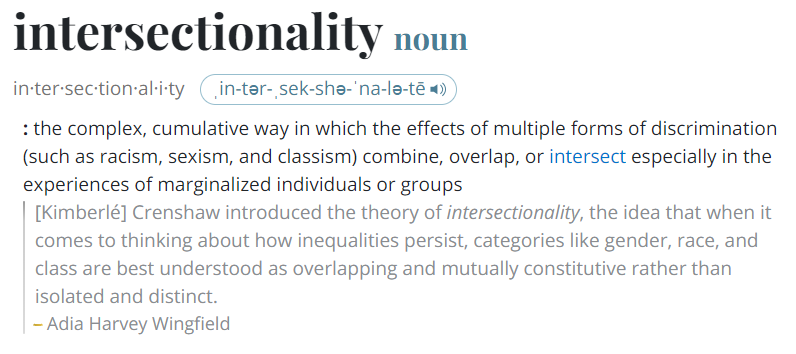 intersectionality noun
in·ter·sec·tion·al·i·ty ˌin-tər-ˌsek-shə-ˈna-lə-tē
: the complex, cumulative way in which the effects of multiple forms of discrimination
(such as racism, sexism, and classism) combine, overlap, or intersect especially in the
experiences of marginalized individuals or groups
[Kimberlé] Crenshaw introduced the theory of intersectionality, the idea that when it
comes to thinking about how inequalities persist, categories like gender, race, and
class are best understood as overlapping and mutually constitutive rather than
isolated and distinct.
– Adia Harvey Wingfield